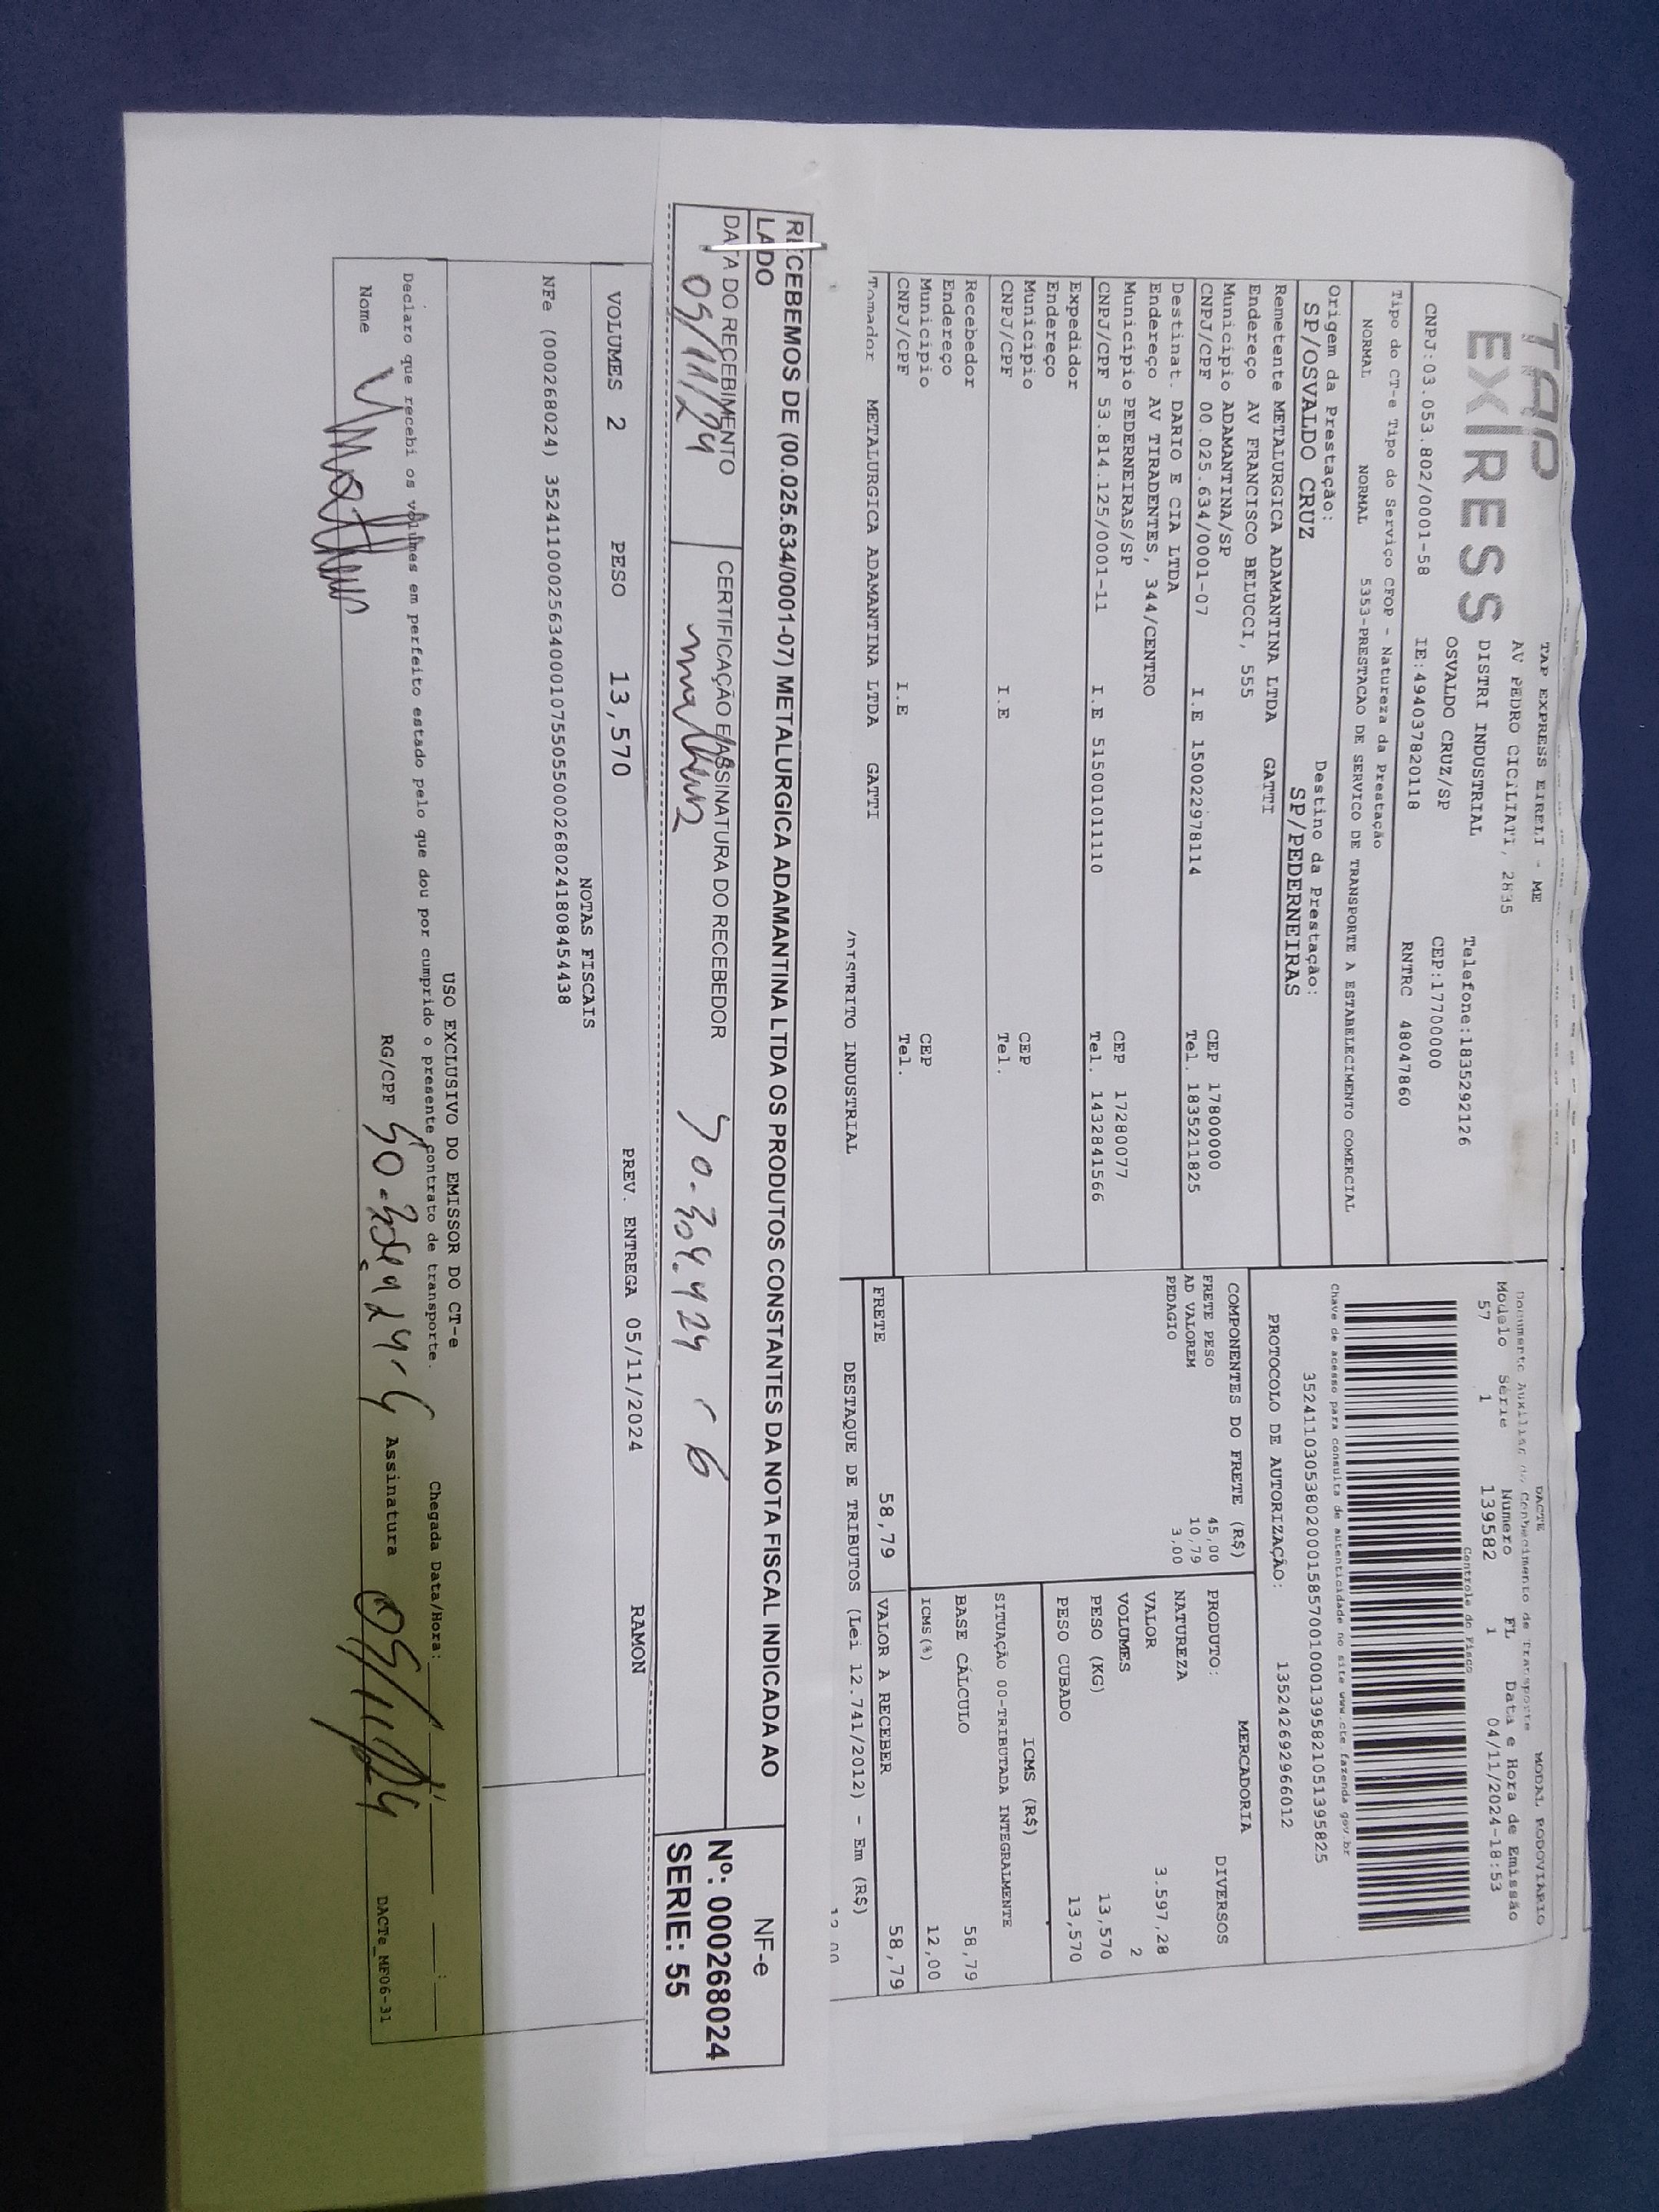 TAP EXPRESS
TAP EXPRESS EIRELI - ME
AV PEDRO CICILIATI, 2835
DISTRI INDUSTRIAL Telefone:1835292126
OSVALDO CRUZ/SP CEP:17700000
CNPJ:03.053.802/0001-58 IE:494037820118 RNTRC 48047860
DACTE MODAL RODOVIARIO
Documento Auxiliar do Conhecimento de Transporte
Modelo Série Numero FL Data e Hora de Emissão
57 1 139582 1 04/11/2024-18:53
Controle do Fisco
Chave de acesso para consulta de autenticidade no site www.cte.fazenda.gov.br
35241103053802000158570010001395821051395825
PROTOCOLO DE AUTORIZAÇÃO: 135242692966012
Tipo do CT-e Tipo do Serviço CFOP - Natureza da Prestação
NORMAL NORMAL 5353-PRESTACAO DE SERVICO DE TRANSPORTE A ESTABELECIMENTO COMERCIAL
Origem da Prestação: Destino da Prestação:
SP/OSVALDO CRUZ SP/PEDERNEIRAS
Remetente METALURGICA ADAMANTINA LTDA GATTI
Endereço AV FRANCISCO BELUCCI, 555
Município ADAMANTINA/SP CEP 17800000
CNPJ/CPF 00.025.634/0001-07 I.E 150022978114 Tel. 1835211825
Destinat. DARIO E CIA LTDA
Endereço AV TIRADENTES, 344/CENTRO
Município PEDERNEIRAS/SP CEP 17280077
CNPJ/CPF 53.814.125/0001-11 I.E 515001011110 Tel. 1432841566
Expedidor
Endereço
Município CEP
CNPJ/CPF I.E Tel.
Recebedor
Endereço
Município CEP
CNPJ/CPF I.E Tel.
Tomador METALURGICA ADAMANTINA LTDA GATTI
/DISTRITO INDUSTRIAL
COMPONENTES DO FRETE (R$)
FRETE PESO 45,00
AD VALOREM 10,79
PEDAGIO 3,00
MERCADORIA
PRODUTO: DIVERSOS
NATUREZA
VALOR 3.597,28
VOLUMES 2
PESO (KG) 13,570
PESO CUBADO 13,570
ICMS (R$)
SITUAÇÃO 00-TRIBUTADA INTEGRALMENTE
BASE CÁLCULO 58,79
ICMS(%) 12,00
FRETE 58,79 VALOR A RECEBER 58,79
DESTAQUE DE TRIBUTOS (Lei 12.741/2012) - Em (R$)
12,00
RECEBEMOS DE (00.025.634/0001-07) METALURGICA ADAMANTINA LTDA OS PRODUTOS CONSTANTES DA NOTA FISCAL INDICADA AO
LADO
NF-e
Nº: 000268024
SERIE: 55
DATA DO RECEBIMENTO CERTIFICAÇÃO E ASSINATURA DO RECEBEDOR
05/11/24
VOLUMES 2 PESO 13,570 PREV. ENTREGA 05/11/2024 RAMON
NOTAS FISCAIS
NFe (000268024) 35241100025634000107550550002680241808454438
USO EXCLUSIVO DO EMISSOR DO CT-e
Declaro que recebi os volumes em perfeito estado pelo que dou por cumprido o presente contrato de transporte.
Chegada Data/Hora:
Nome RG/CPF Assinatura 05/11/24
DACTe_MF06-31